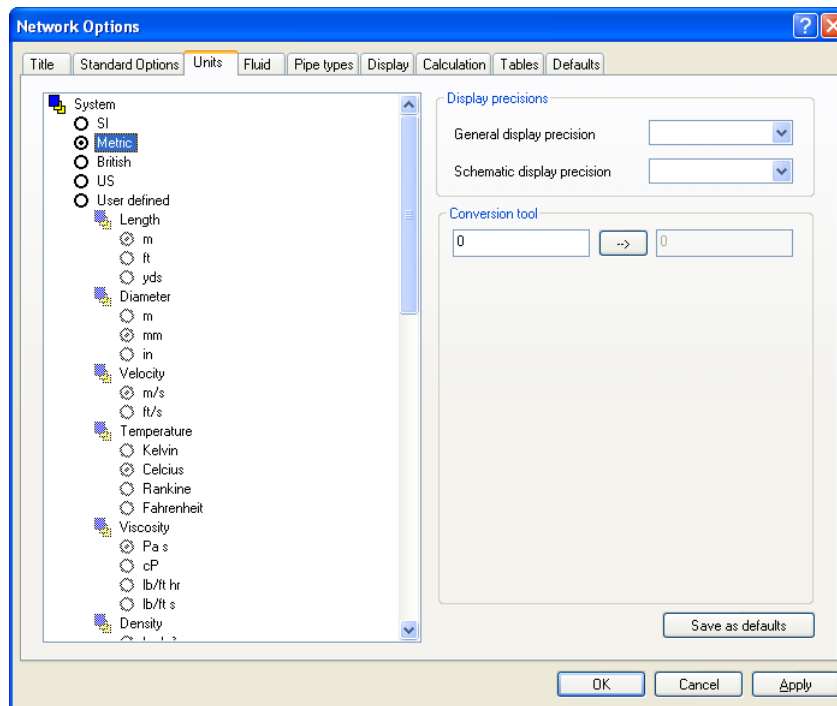 Network Options
Title Standard Options Units Fluid Pipe types Display Calculation Tables Defaults
System
SI
Metric
British
US
User defined
Length
m
ft
yds
Diameter
m
mm
in
Velocity
m/s
ft/s
Temperature
Kelvin
Celcius
Rankine
Fahrenheit
Viscosity
Pa s
cP
lb/ft hr
lb/ft s
Density
Display precisions
General display precision
Schematic display precision
Conversion tool
0 --> 0
Save as defaults
OK Cancel Apply